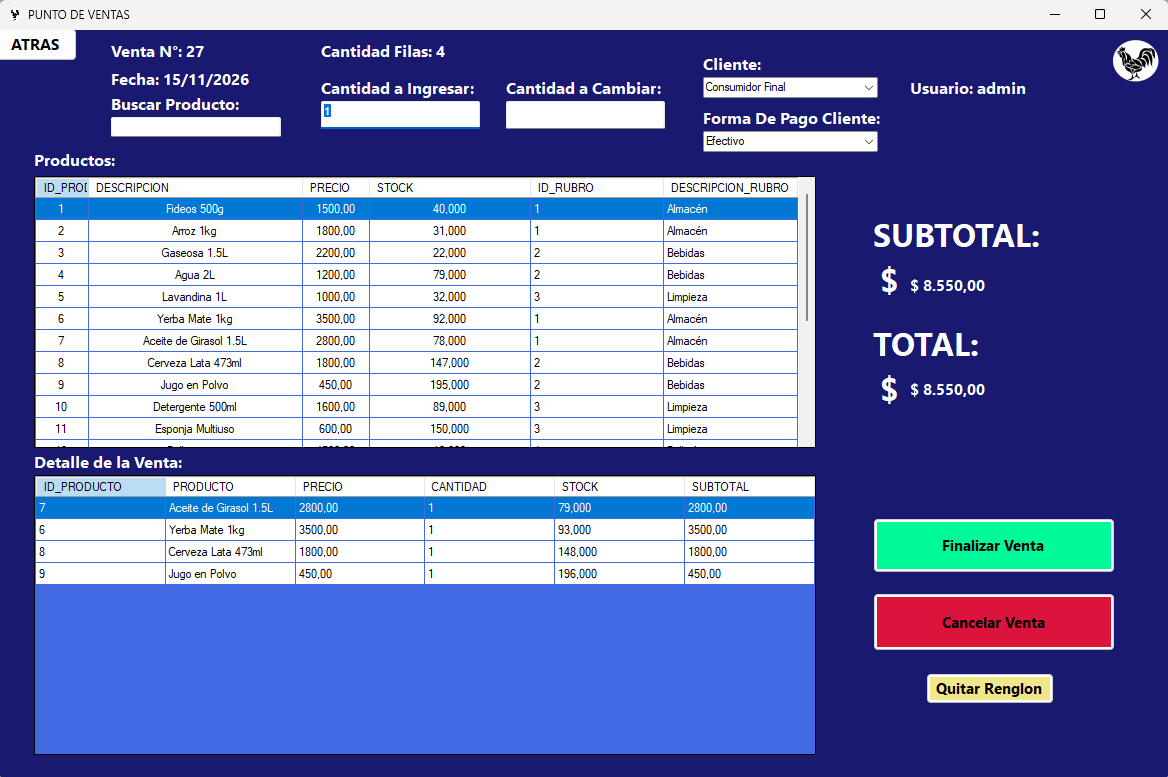 PUNTO DE VENTAS
ATRAS
Venta N°: 27
Cantidad Filas: 4
Fecha: 15/11/2026
Buscar Producto:
Cantidad a Ingresar:
1
Cantidad a Cambiar:
Cliente:
Consumidor Final
Forma De Pago Cliente:
Efectivo
Usuario: admin
Productos:
ID_PROD DESCRIPCION PRECIO STOCK ID_RUBRO DESCRIPCION_RUBRO
1 Fideos 500g 1500,00 40,000 1 Almacén
2 Arroz 1kg 1800,00 31,000 1 Almacén
3 Gaseosa 1.5L 2200,00 22,000 2 Bebidas
4 Agua 2L 1200,00 79,000 2 Bebidas
5 Lavandina 1L 1000,00 32,000 3 Limpieza
6 Yerba Mate 1kg 3500,00 92,000 1 Almacén
7 Aceite de Girasol 1.5L 2800,00 78,000 1 Almacén
8 Cerveza Lata 473ml 1800,00 147,000 2 Bebidas
9 Jugo en Polvo 450,00 195,000 2 Bebidas
10 Detergente 500ml 1600,00 89,000 3 Limpieza
11 Esponja Multiuso 600,00 150,000 3 Limpieza
SUBTOTAL:
$ $ 8.550,00
TOTAL:
$ $ 8.550,00
Detalle de la Venta:
ID_PRODUCTO PRODUCTO PRECIO CANTIDAD STOCK SUBTOTAL
7 Aceite de Girasol 1.5L 2800,00 1 79,000 2800,00
6 Yerba Mate 1kg 3500,00 1 93,000 3500,00
8 Cerveza Lata 473ml 1800,00 1 148,000 1800,00
9 Jugo en Polvo 450,00 1 196,000 450,00
Finalizar Venta
Cancelar Venta
Quitar Renglon